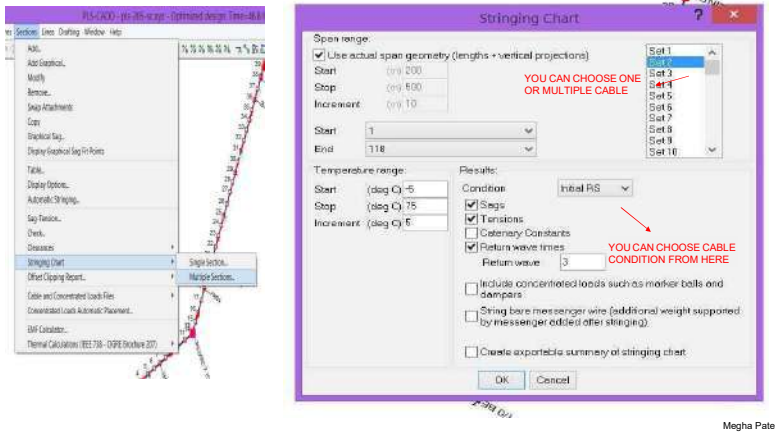 PLS-CADD - pls-205-sc.xyz - Optimized design Time=46.8
Sections Lines Drafting Window Help
Add...
Add Graphical...
Modify
Remove...
Swap Attachments
Copy
Graphical Sag...
Display Graphical Sag Fit Points
Table...
Display Options...
Automatic Stringing...
Sag-Tension...
Check...
Clearances
Stringing Chart
Single Section...
Multiple Sections...
Offset Clipping Report...
Cable and Concentrated Loads Files
Concentrated Loads Automatic Placement...
EMF Calculator...
Thermal Calculations (IEEE 738 - CIGRE Brochure 207)
Stringing Chart
?
X
Span range:
Use actual span geometry (lengths + vertical projections)
Start (m) 200
Stop (m) 600
Increment (m) 10
Start 1
End 118
Set 1
Set 2
Set 3
Set 4
Set 5
Set 6
Set 7
Set 8
Set 9
Set 10
YOU CAN CHOOSE ONE
OR MULTIPLE CABLE
Temperature range:
Start (deg C) -5
Stop (deg C) 75
Increment (deg C) 5
Results:
Condition Initial RS
Sags
Tensions
Catenary Constants
Return wave times
Return wave 3
YOU CAN CHOOSE CABLE
CONDITION FROM HERE
Include concentrated loads such as marker balls and
dampers
String bare messenger wire (additional weight supported
by messenger added after stringing)
Create exportable summary of stringing chart
OK Cancel
Megha Pate